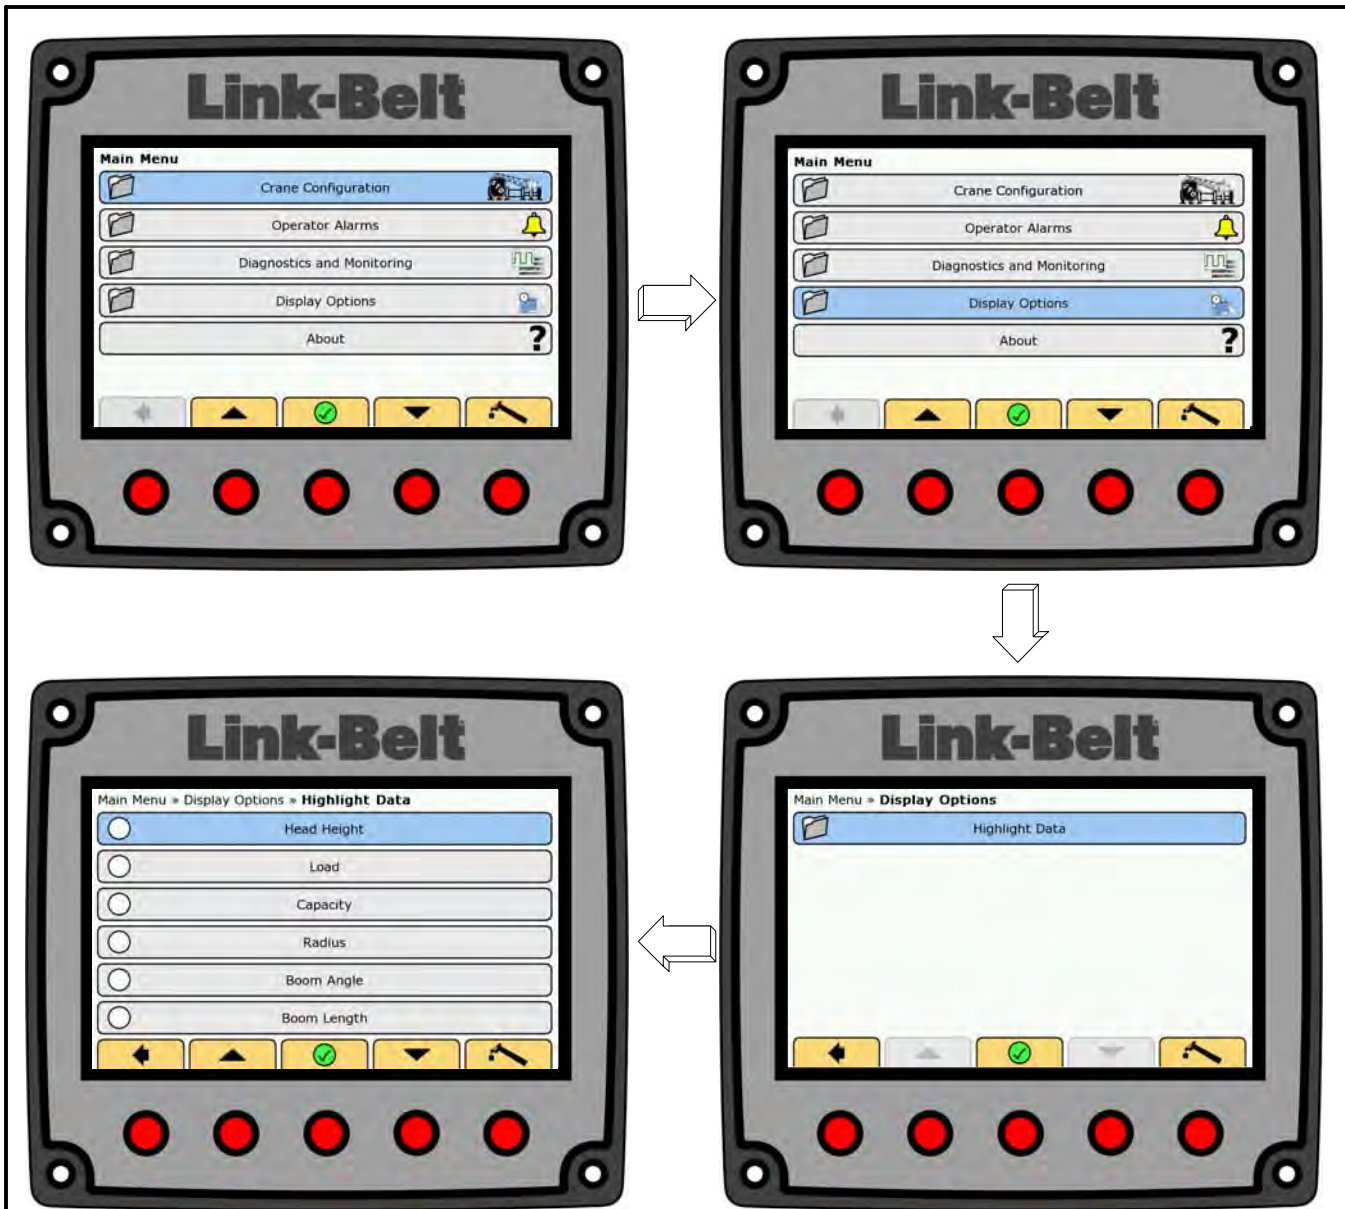 Link-Belt
Main Menu
Crane Configuration
Operator Alarms
Diagnostics and Monitoring
Display Options
About
?
Link-Belt
Main Menu
Crane Configuration
Operator Alarms
Diagnostics and Monitoring
Display Options
About
?
Link-Belt
Main Menu » Display Options » Highlight Data
Head Height
Load
Capacity
Radius
Boom Angle
Boom Length
Link-Belt
Main Menu » Display Options
Highlight Data